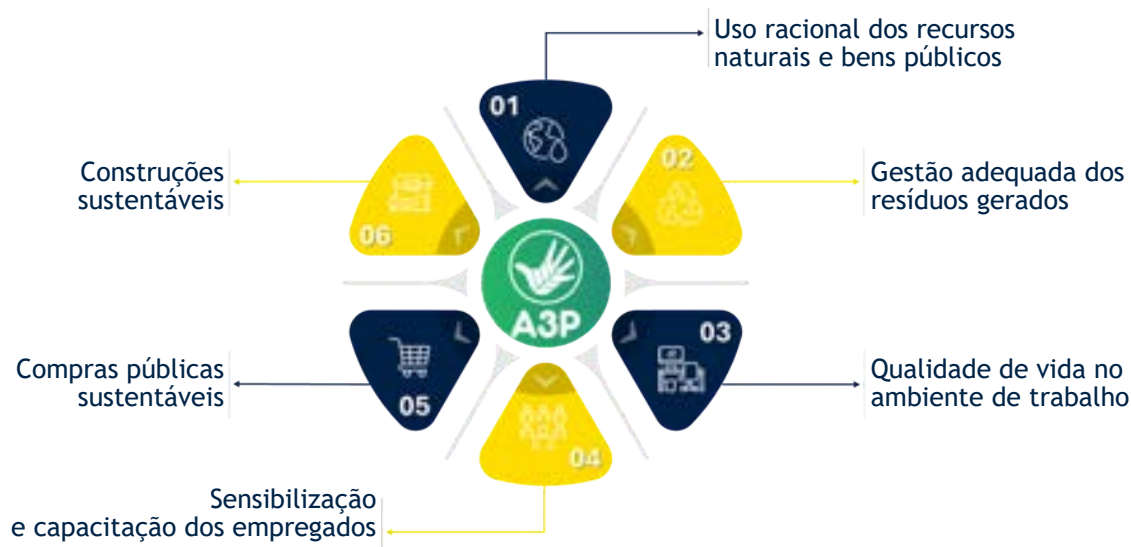 Uso racional dos recursos
naturais e bens públicos
01
02
Gestão adequada dos
resíduos gerados
03
Qualidade de vida no
ambiente de trabalho
04
Sensibilização
e capacitação dos empregados
05
Compras públicas
sustentáveis
06
Construções
sustentáveis
A3P